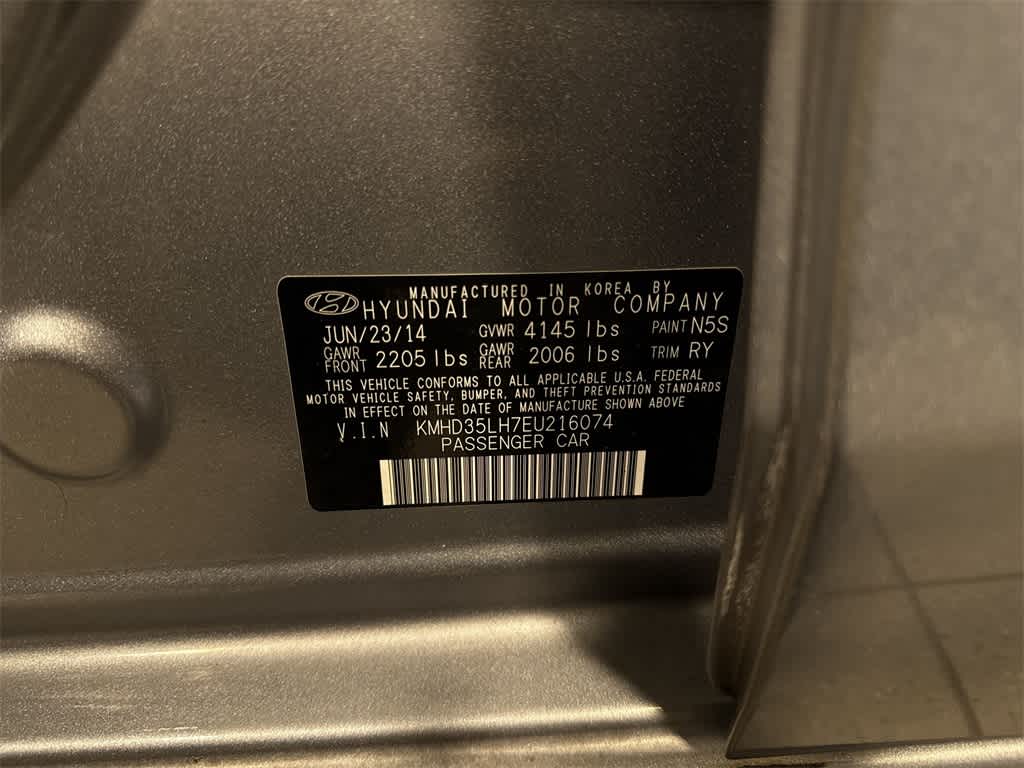 MANUFACTURED IN KOREA BY
HYUNDAI MOTOR COMPANY
JUN/23/14 GVWR 4145 lbs PAINT N5S
GAWR FRONT 2205 lbs GAWR REAR 2006 lbs TRIM RY
THIS VEHICLE CONFORMS TO ALL APPLICABLE U.S.A. FEDERAL
MOTOR VEHICLE SAFETY, BUMPER, AND THEFT PREVENTION STANDARDS
IN EFFECT ON THE DATE OF MANUFACTURE SHOWN ABOVE
V.I.N KMHD35LH7EU216074
PASSENGER CAR